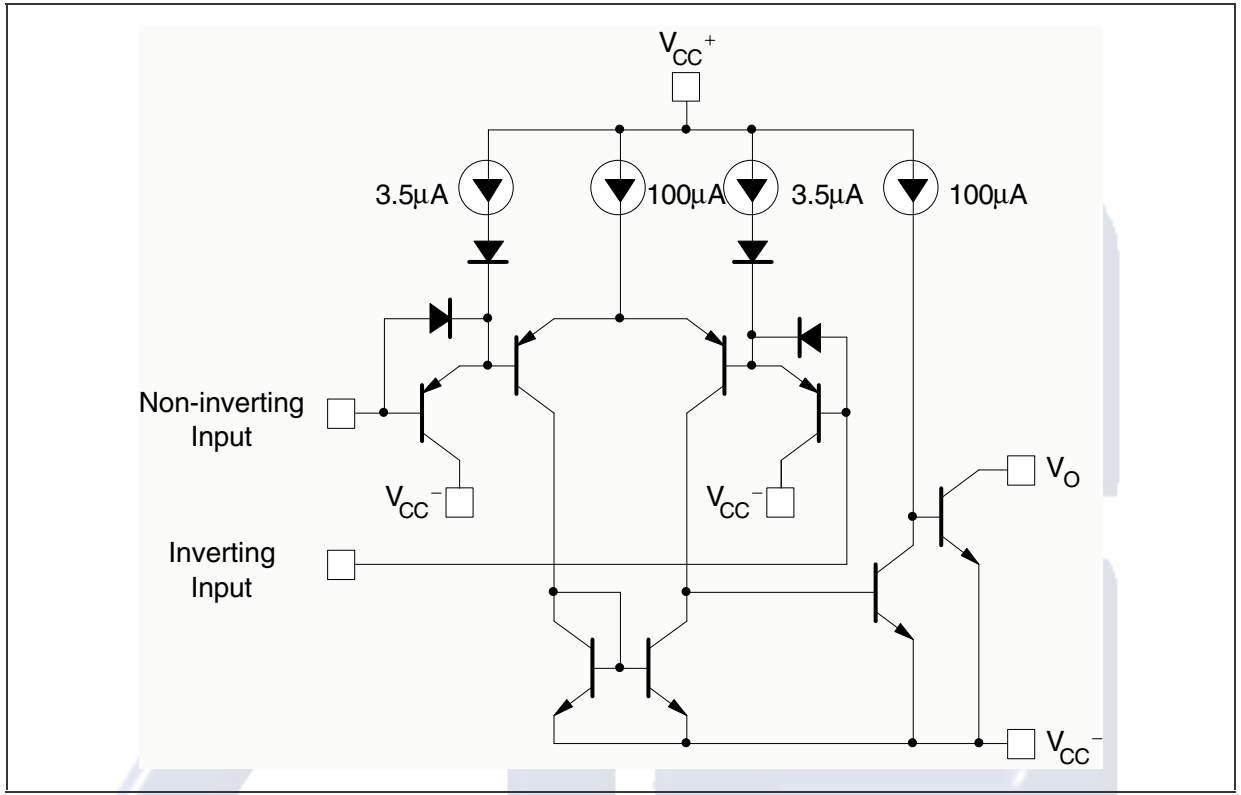 VCC+
3.5μA
100μA
3.5μA
100μA
Non-inverting
Input
VCC−
VCC−
VO
Inverting
Input
VCC−